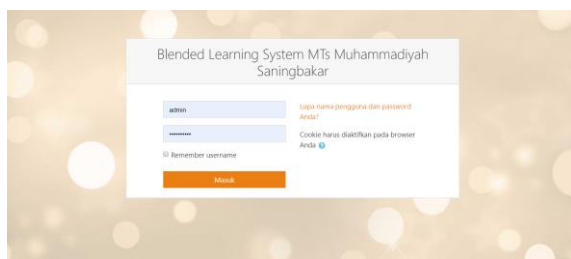 Blended Learning System MTs Muhammadiyah
Saningbakar
admin
Lupa nama pengguna dan password
Anda?
••••••••••
Cookie harus diaktifkan pada browser
Anda
Remember username
Masuk